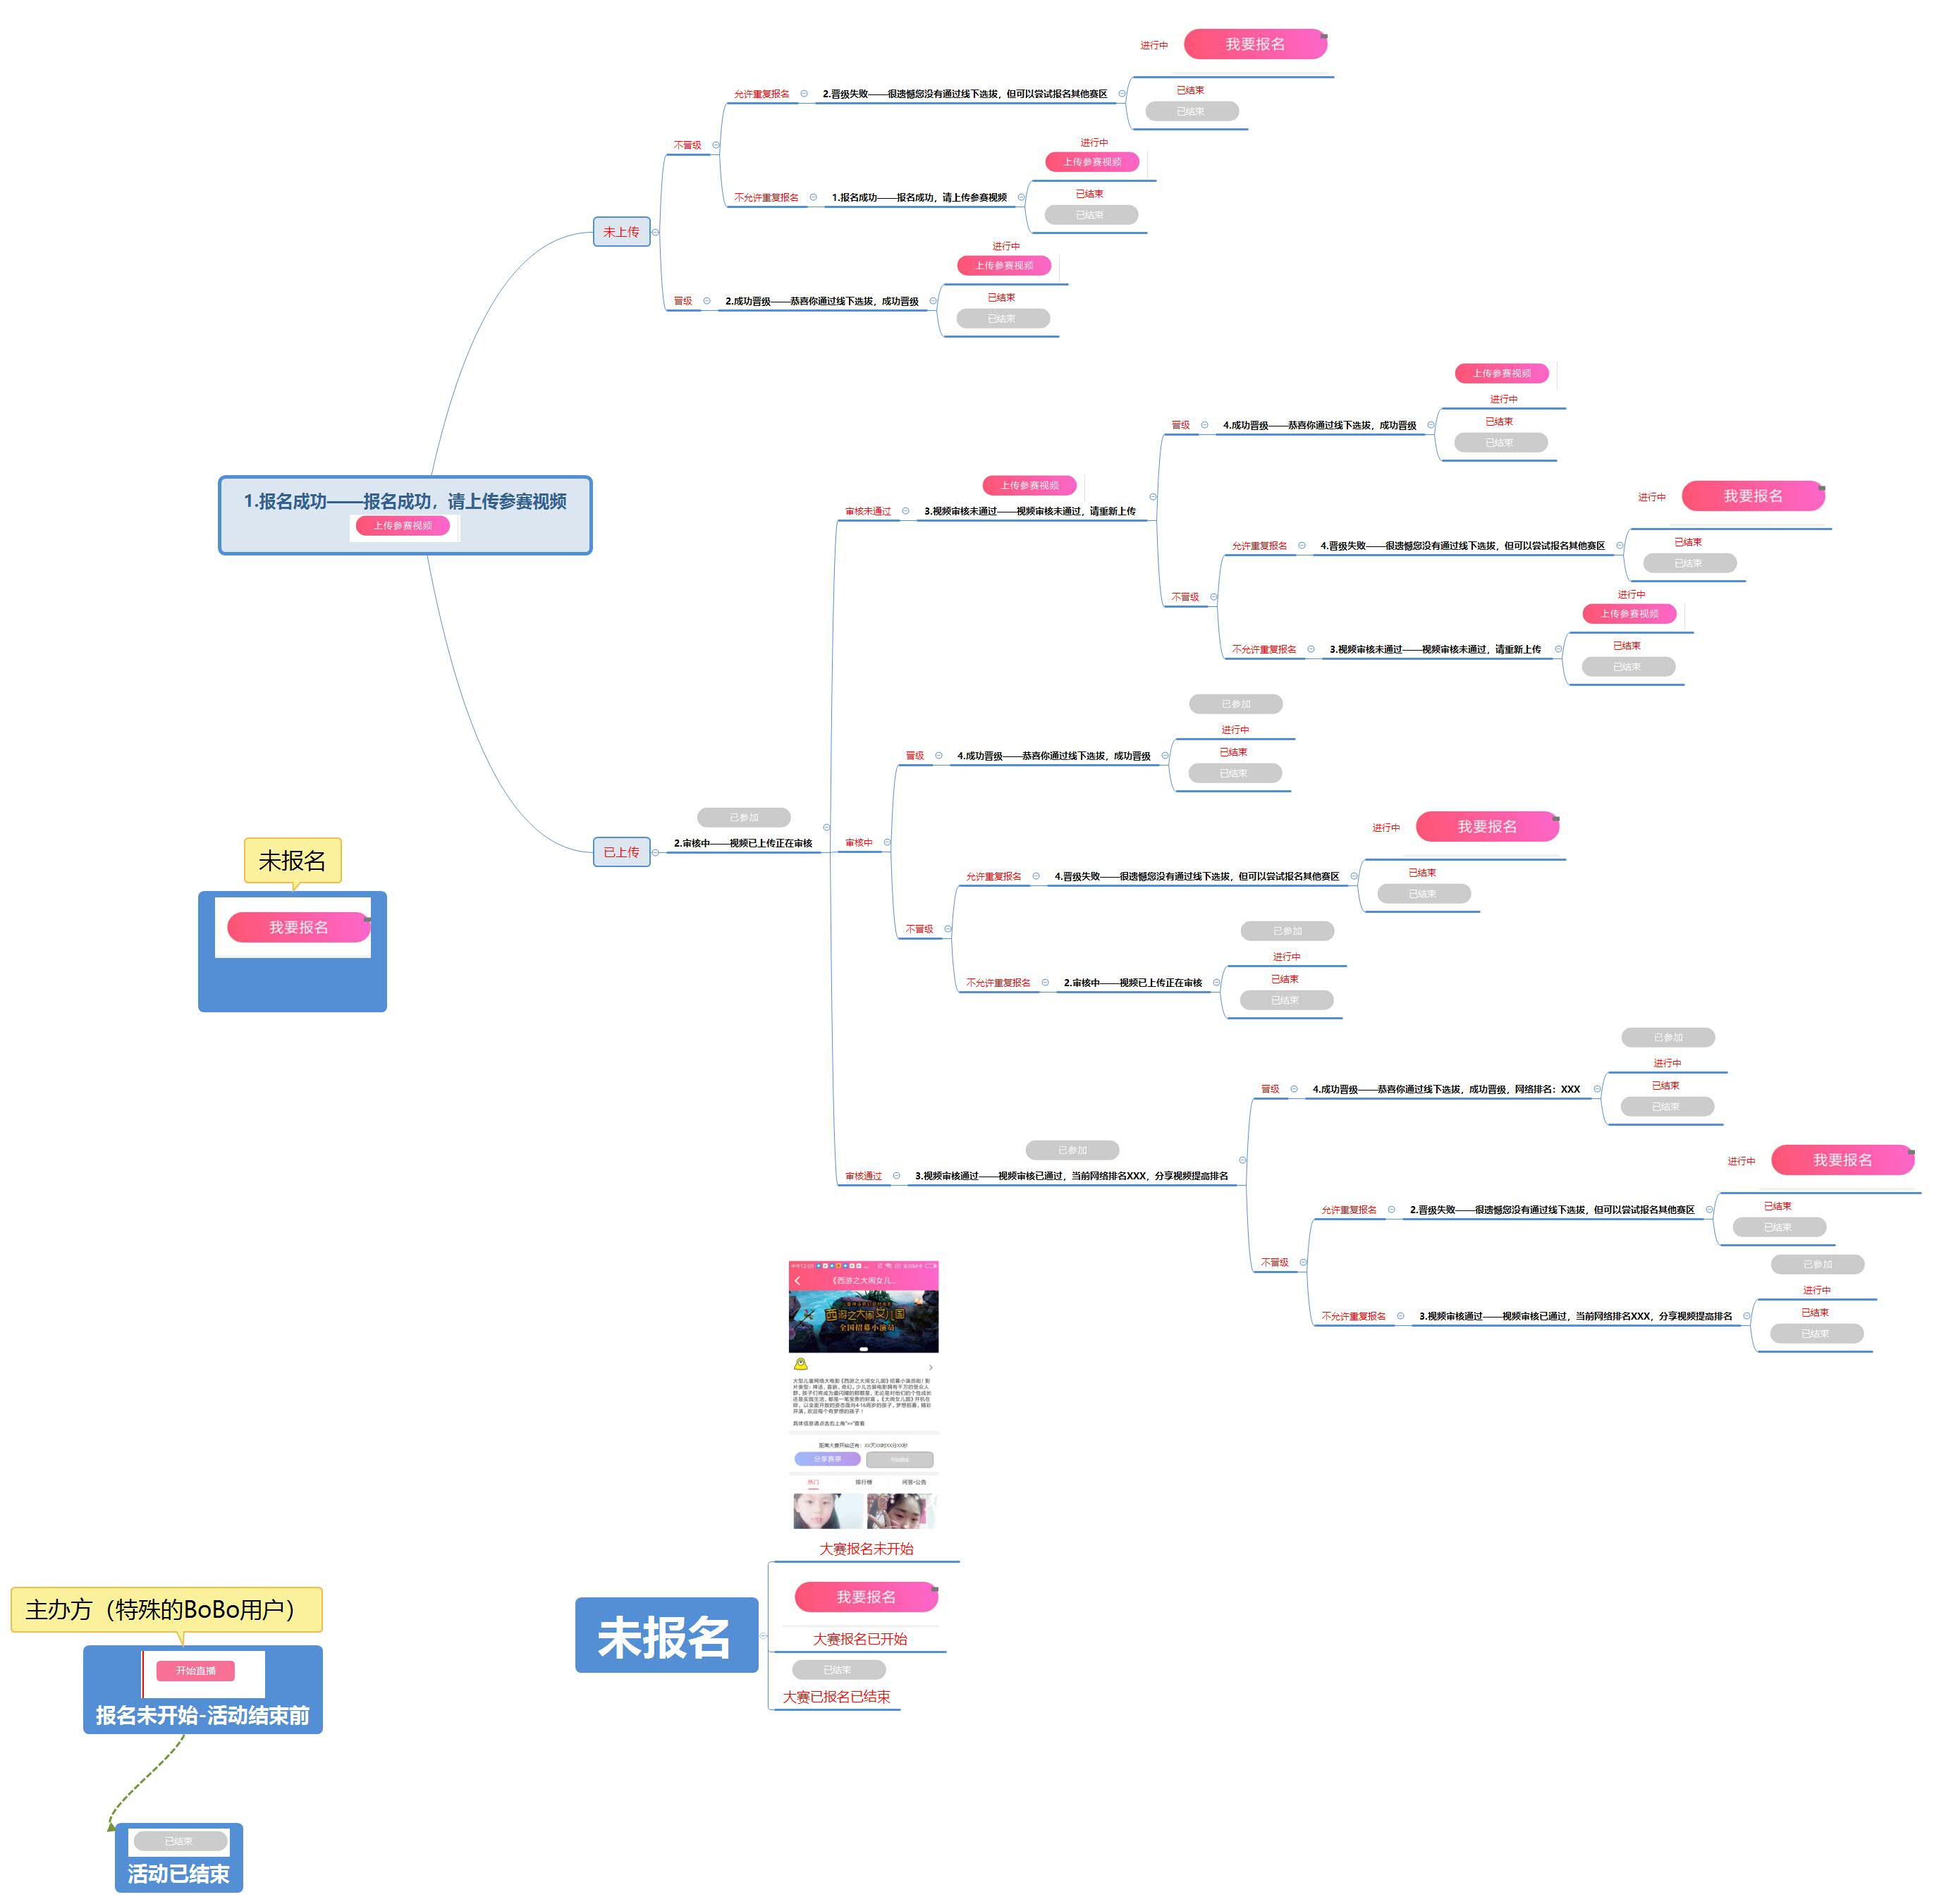 进行中
我要报名
允许重复报名
2.晋级失败——很遗憾您没有通过线下选拔，但可以尝试报名其他赛区
已结束
已结束
不晋级
进行中
上传参赛视频
不允许重复报名
1.报名成功——报名成功，请上传参赛视频
已结束
已结束
未上传
进行中
上传参赛视频
晋级
2.成功晋级——恭喜你通过线下选拔，成功晋级
已结束
已结束
1.报名成功——报名成功，请上传参赛视频
上传参赛视频
上传参赛视频
进行中
晋级
4.成功晋级——恭喜你通过线下选拔，成功晋级
已结束
已结束
上传参赛视频
审核未通过
3.视频审核未通过——视频审核未通过，请重新上传
进行中
我要报名
允许重复报名
4.晋级失败——很遗憾您没有通过线下选拔，但可以尝试报名其他赛区
已结束
已结束
不晋级
进行中
上传参赛视频
不允许重复报名
3.视频审核未通过——视频审核未通过，请重新上传
已结束
已结束
已参加
进行中
晋级
4.成功晋级——恭喜你通过线下选拔，成功晋级
已结束
已结束
已上传
已参加
2.审核中——视频已上传正在审核
审核中
进行中
我要报名
允许重复报名
4.晋级失败——很遗憾您没有通过线下选拔，但可以尝试报名其他赛区
已结束
已结束
不晋级
已参加
进行中
不允许重复报名
2.审核中——视频已上传正在审核
已结束
已结束
未报名
我要报名
已参加
进行中
晋级
4.成功晋级——恭喜你通过线下选拔，成功晋级，网络排名：XXX
已结束
已结束
已参加
审核通过
3.视频审核通过——视频审核已通过，当前网络排名XXX，分享视频提高排名
进行中
我要报名
允许重复报名
2.晋级失败——很遗憾您没有通过线下选拔，但可以尝试报名其他赛区
已结束
已结束
不晋级
已参加
进行中
不允许重复报名
3.视频审核通过——视频审核已通过，当前网络排名XXX，分享视频提高排名
已结束
已结束
《西游之大闹女儿...
西游之大闹女儿国
全国招募小演员
具体信息请点击右上角“>>”查看
距离大赛开始还有：XX天XX时XX分XX秒
分享赛事
热门
排行榜
问答•公告
大赛报名未开始
未报名
我要报名
大赛报名已开始
已结束
大赛已报名已结束
主办方（特殊的BoBo用户）
开始直播
报名未开始-活动结束前
已结束
活动已结束